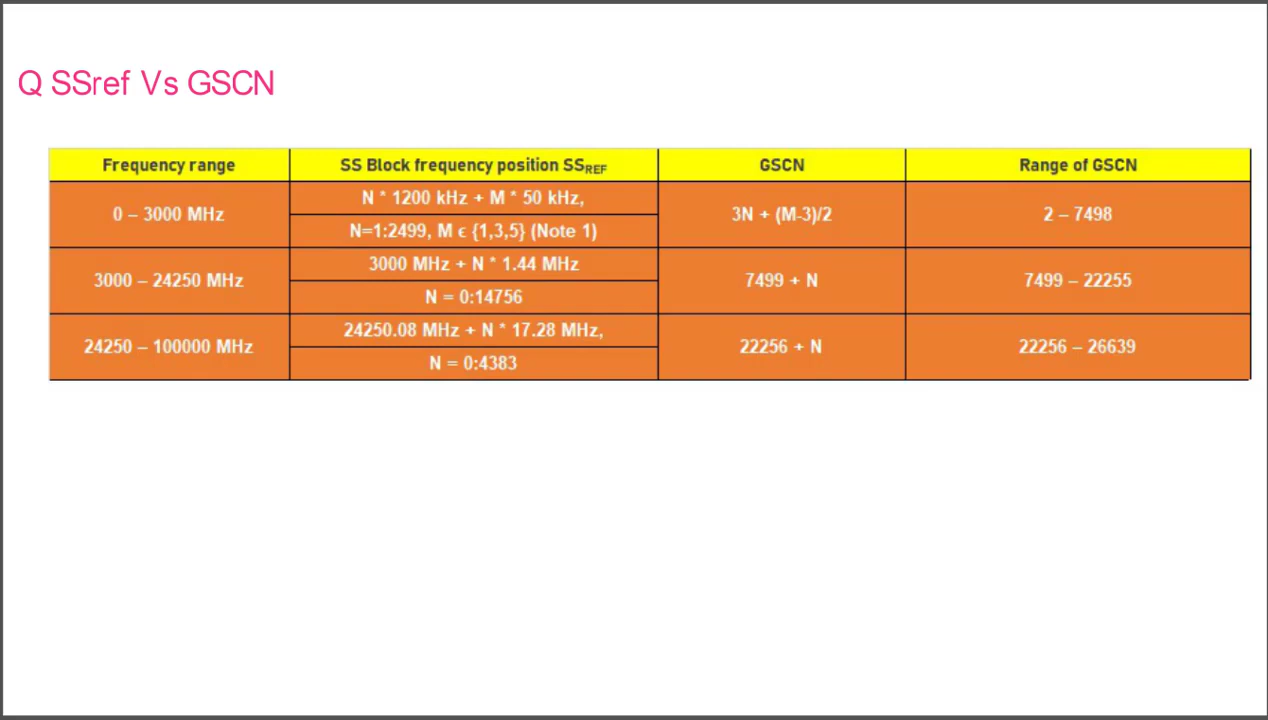 Q SSref Vs GSCN
Frequency range
SS Block frequency position SSREF
GSCN
Range of GSCN
0 – 3000 MHz
N * 1200 kHz + M * 50 kHz,
N=1:2499, M ϵ {1,3,5} (Note 1)
3N + (M-3)/2
2 – 7498
3000 – 24250 MHz
3000 MHz + N * 1.44 MHz
N = 0:14756
7499 + N
7499 – 22255
24250 – 100000 MHz
24250.08 MHz + N * 17.28 MHz,
N = 0:4383
22256 + N
22256 – 26639